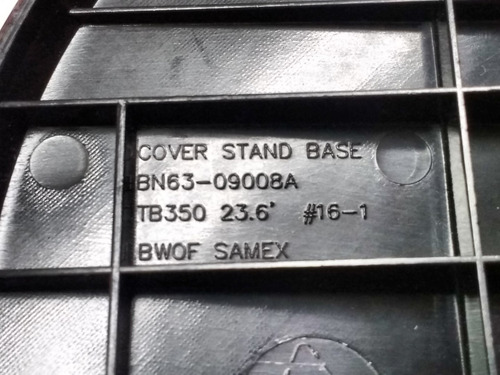 COVER STAND BASE
BN63-09008A
TB350 23.6' #16-1
BWOF SAMEX